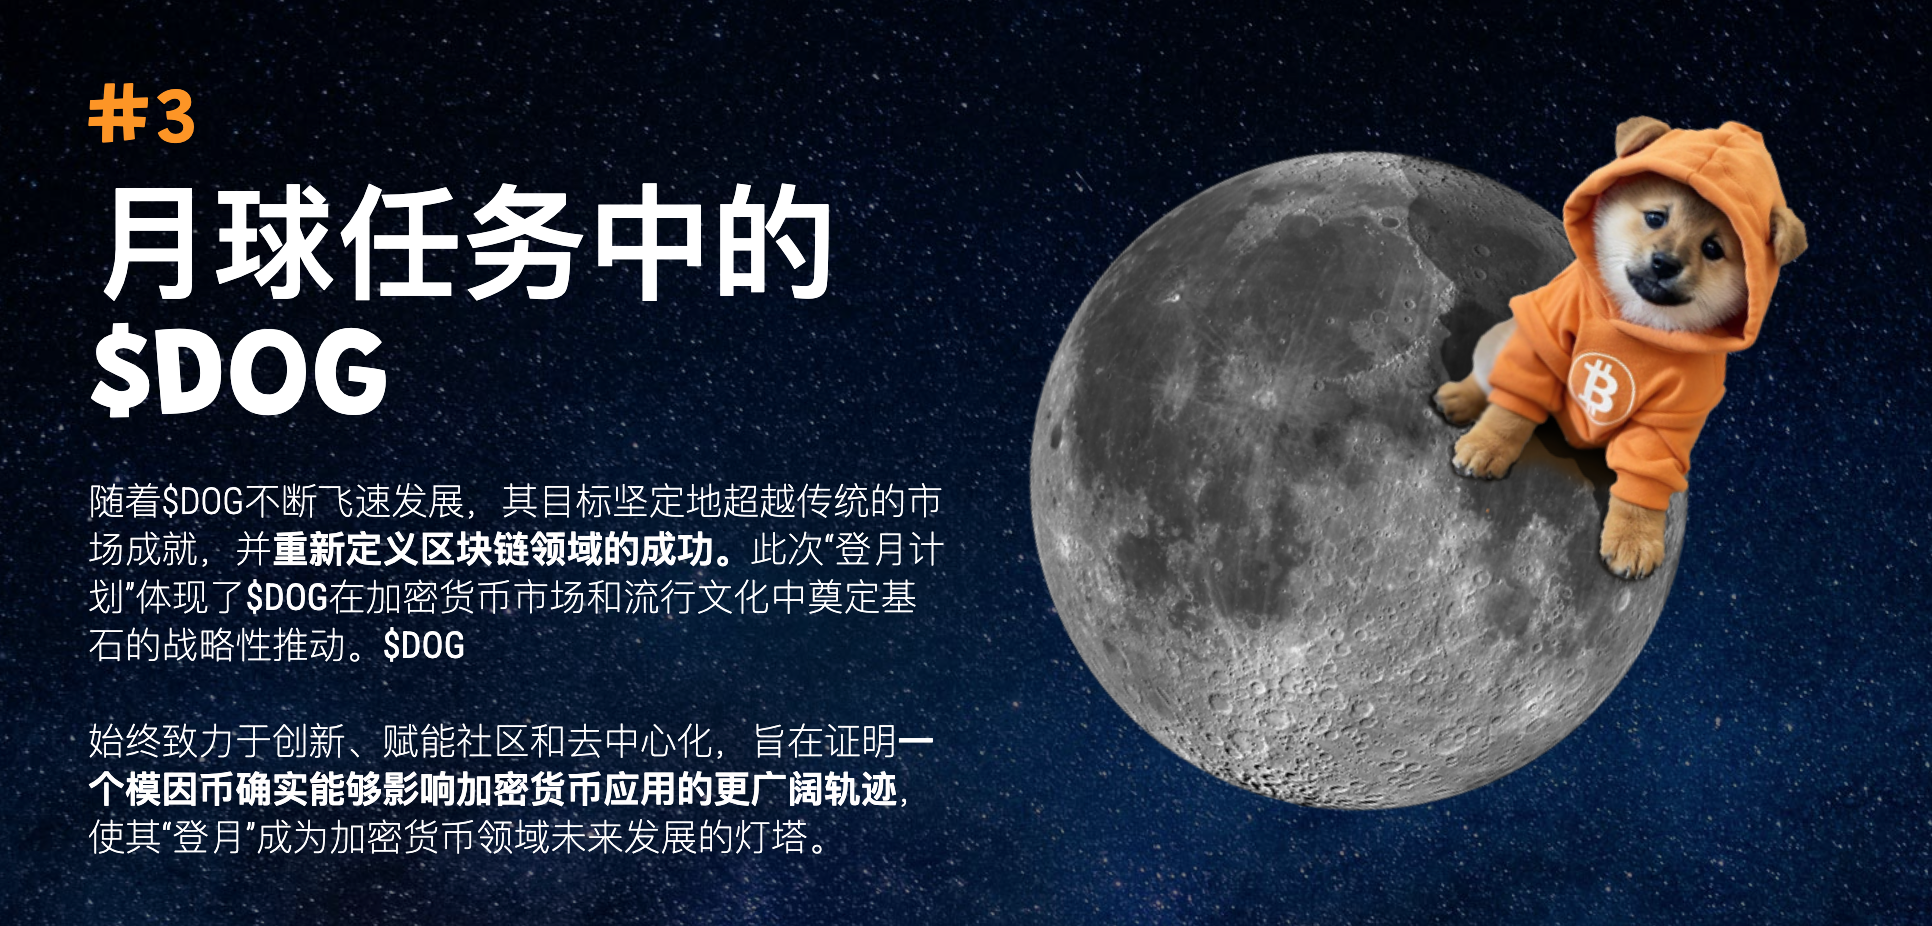 #3
月球任务中的
$DOG
随着$DOG不断飞速发展，其目标坚定地超越传统的市
场成就，并重新定义区块链领域的成功。此次“登月计
划”体现了$DOG在加密货币市场和流行文化中奠定基
石的战略性推动。$DOG
始终致力于创新、赋能社区和去中心化，旨在证明一
个模因币确实能够影响加密货币应用的更广阔轨迹，
使其“登月”成为加密货币领域未来发展的灯塔。
₿